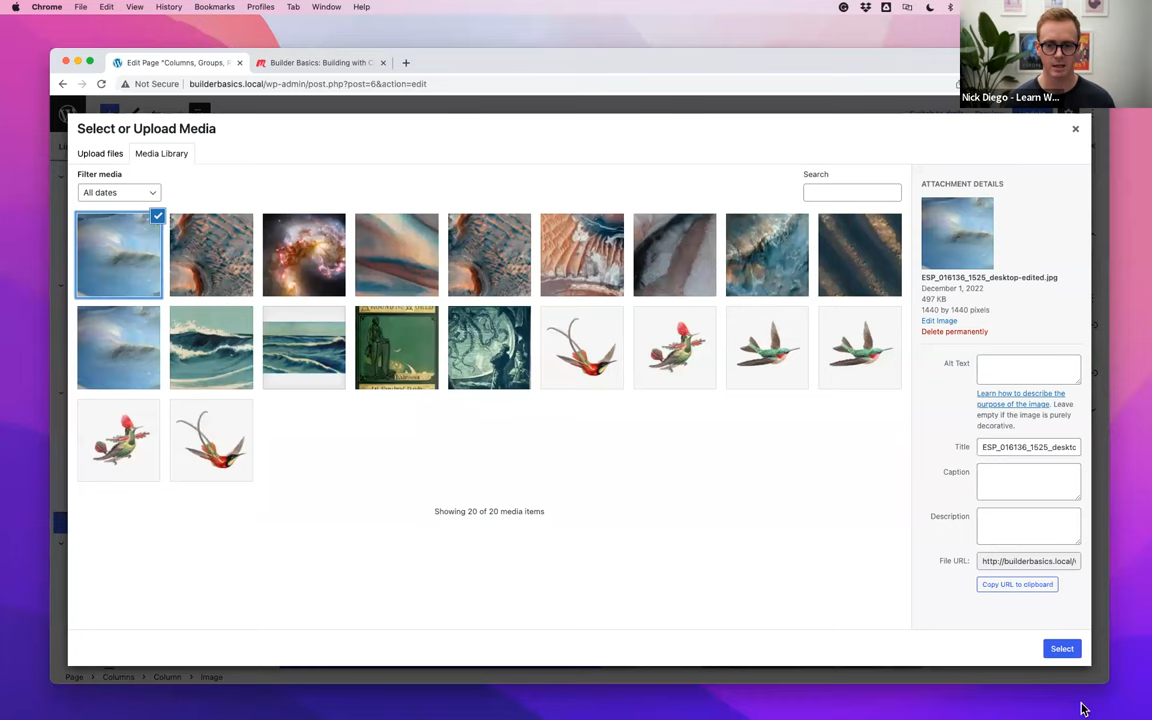 Chrome File Edit View History Bookmarks Profiles Tab Window Help
Edit Page "Columns, Groups, R
Builder Basics: Building with C
Not Secure builderbasics.local/wp-admin/post.php?post=6&action=edit
Nick Diego - Learn W...
Select or Upload Media
Upload files Media Library
Filter media
All dates
Search
ATTACHMENT DETAILS
ESP_016136_1525_desktop-edited.jpg
December 1, 2022
497 KB
1440 by 1440 pixels
Edit Image
Delete permanently
Alt Text
Learn how to describe the
purpose of the image. Leave
empty if the image is purely
decorative.
Title ESP_016136_1525_deskto
Caption
Description
File URL: http://builderbasics.local/
Copy URL to clipboard
Showing 20 of 20 media items
Select
Page > Columns > Column > Image